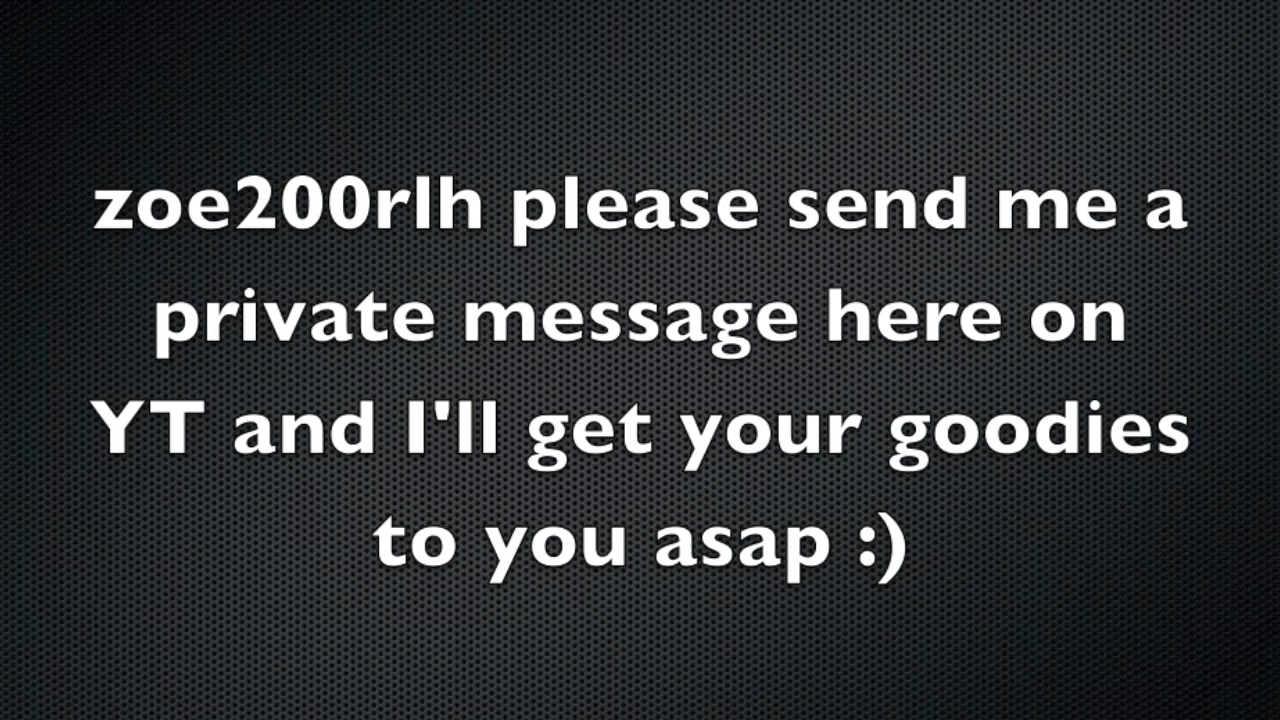 zoe200rlh please send me a
private message here on
YT and I'll get your goodies
to you asap :)